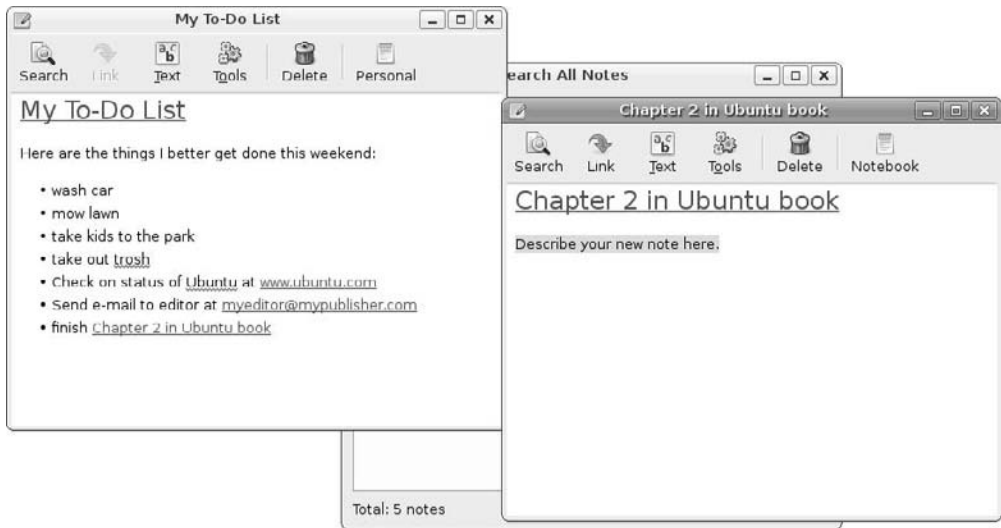 My To-Do List
Search Link Text Tools Delete Personal
My To-Do List
Here are the things I better get done this weekend:
• wash car
• mow lawn
• take kids to the park
• take out trosh
• Check on status of Ubuntu at www.ubuntu.com
• Send e-mail to editor at myeditor@mypublisher.com
• finish Chapter 2 in Ubuntu book
earch All Notes
Total: 5 notes
Chapter 2 in Ubuntu book
Search Link Text Tools Delete Notebook
Chapter 2 in Ubuntu book
Describe your new note here.